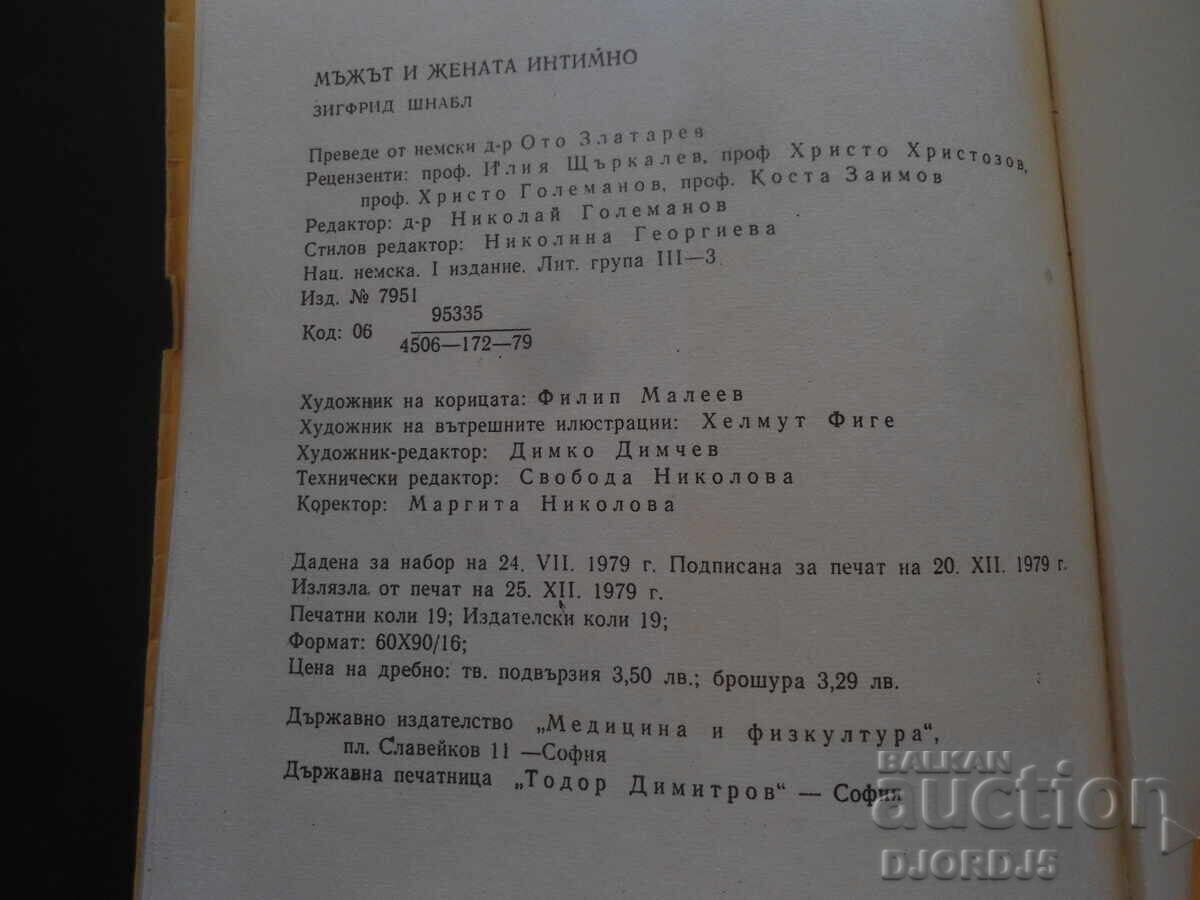 МЪЖЪТ И ЖЕНАТА ИНТИМНО
ЗИГФРИД ШНАБЛ
Преведе от немски д-р Ото Златарев
Рецензенти: проф. Илия Щъркалев, проф Христо Христозов,
проф. Христо Големанов, проф. Коста Заимов
Редактор: д-р Николай Големанов
Стилов редактор: Николина Георгиева
Нац. немска. I издание. Лит. група III—3
Изд. № 7951
Код: 06 95335
4506—172—79
Художник на корицата: Филип Малеев
Художник на вътрешните илюстрации: Хелмут Фиге
Художник-редактор: Димко Димчев
Технически редактор: Свобода Николова
Коректор: Маргита Николова
Дадена за набор на 24. VII. 1979 г. Подписана за печат на 20. XII. 1979 г.
Излязла от печат на 25. XII. 1979 г.
Печатни коли 19; Издателски коли 19;
Формат: 60X90/16;
Цена на дребно: тв. подвързия 3,50 лв.; брошура 3,29 лв.
Държавно издателство „Медицина и физкултура“,
пл. Славейков 11 —София
Държавна печатница „Тодор Димитров“ — София
BALKAN
auction
DJORDJ5